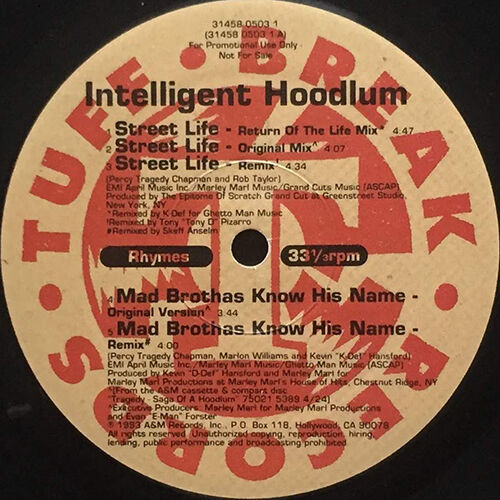 31458 0503 1
(31458 0503 1 A)
For Promotional Use Only
Not For Sale
TUFF • BREAK • RECORDS •
Intelligent Hoodlum
1 Street Life - Return Of The Life Mix* 4:47
2 Street Life - Original Mix^ 4:07
3 Street Life - Remix 4:34
(Percy Tragedy Chapman and Rob Taylor)
EMI April Music Inc./Marley Marl Music/Grand Cuts Music (ASCAP)
Produced by The Epitome Of Scratch Grand Cut at Greenstreet Studio,
New York, NY
*Remixed by K-Def for Ghetto Man Music
Remixed by Tony "Tony D" Pizarro
#Remixed by Skeff Anselm
Rhymes
33 1/3 rpm
4 Mad Brothas Know His Name -
Original Version^ 3:44
5 Mad Brothas Know His Name -
Remix# 4:00
(Percy Tragedy Chapman, Marlon Williams and Kevin "K-Def" Hansford)
EMI April Music Inc./Marley Marl Music/Ghetto Man Music (ASCAP)
Produced by Kevin "D-Def" Hansford and Marley Marl for
Marley Marl Productions at Marley Marl's House of Hits, Chestnut Ridge, NY
^(From the A&M cassette & compact disc
"Tragedy - Saga Of A Hoodlum" 75021 5389 4/24)
^Executive Producers: Marley Marl for Marley Marl Productions
and Evan "E-Man" Forster
℗ 1993 A&M Records, Inc., P.O. Box 118, Hollywood, CA 90078
All rights reserved. Unauthorized copying, reproduction, hiring,
lending, public performance and broadcasting prohibited.